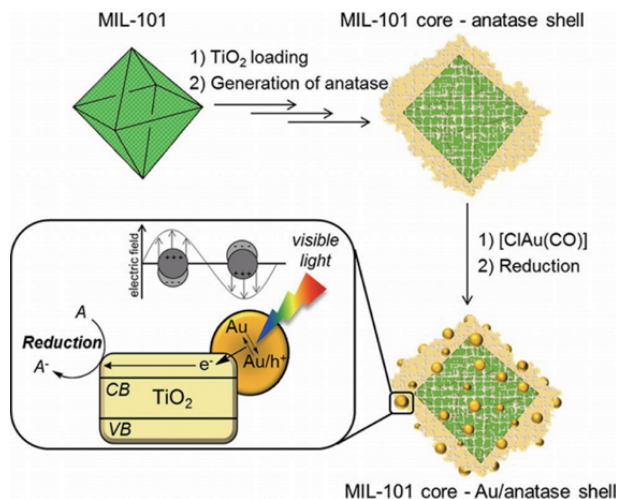 MIL-101
MIL-101 core - anatase shell
1) TiO₂ loading
2) Generation of anatase
1) [ClAu(CO)]
2) Reduction
electric field
+++
+++
visible
light
A
Reduction
A-
Au
Au/h+
e-
CB
TiO₂
VB
MIL-101 core - Au/anatase shell